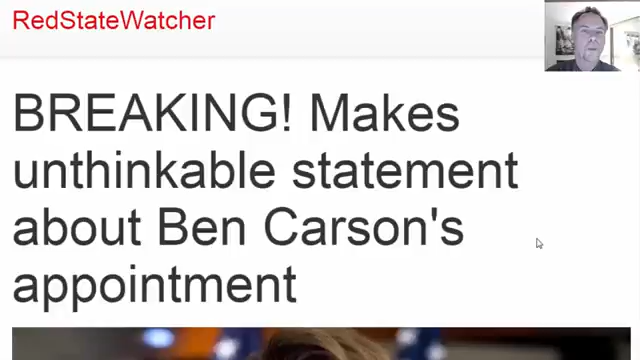 RedStateWatcher
BREAKING! Makes
unthinkable statement
about Ben Carson's
appointment